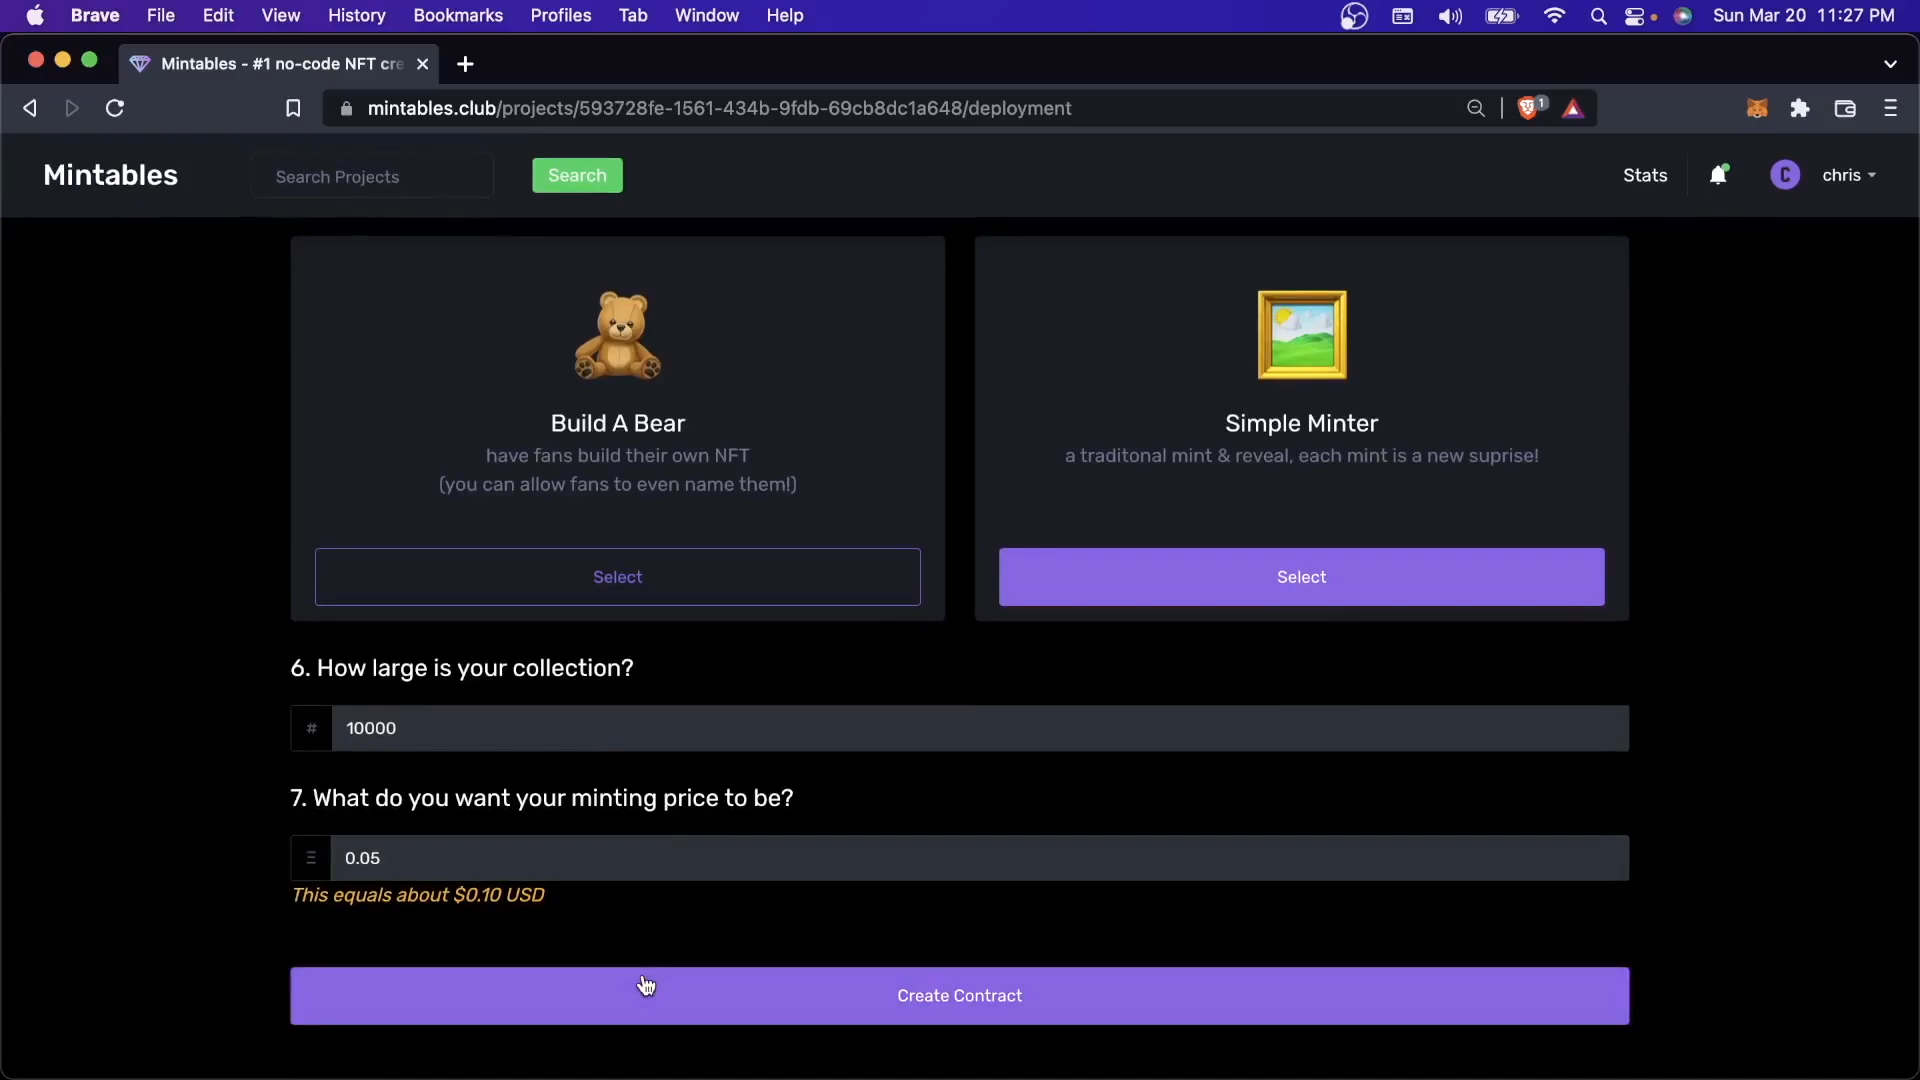 Brave File Edit View History Bookmarks Profiles Tab Window Help Sun Mar 20 11:27 PM
Mintables - #1 no-code NFT cre
mintables.club/projects/593728fe-1561-434b-9fdb-69cb8dc1a648/deployment 1
Mintables Search Projects Search Stats C chris
Build A Bear
have fans build their own NFT
(you can allow fans to even name them!)
Select
Simple Minter
a traditonal mint & reveal, each mint is a new suprise!
Select
6. How large is your collection?
# 10000
7. What do you want your minting price to be?
Ξ 0.05
This equals about $0.10 USD
Create Contract